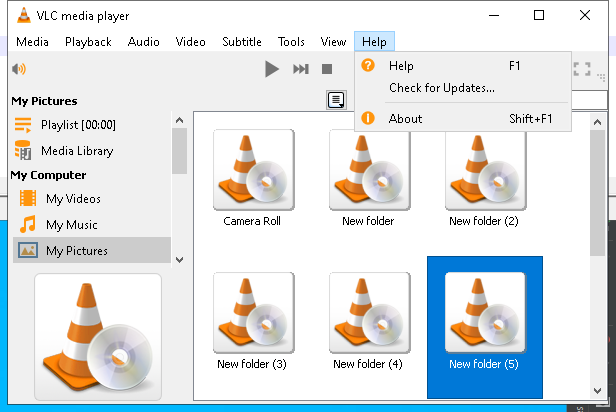 VLC media player
Media Playback Audio Video Subtitle Tools View Help
Help F1
Check for Updates...
About Shift+F1
My Pictures
Playlist [00:00]
Media Library
My Computer
My Videos
My Music
My Pictures
Camera Roll New folder New folder (2)
New folder (3) New folder (4) New folder (5)